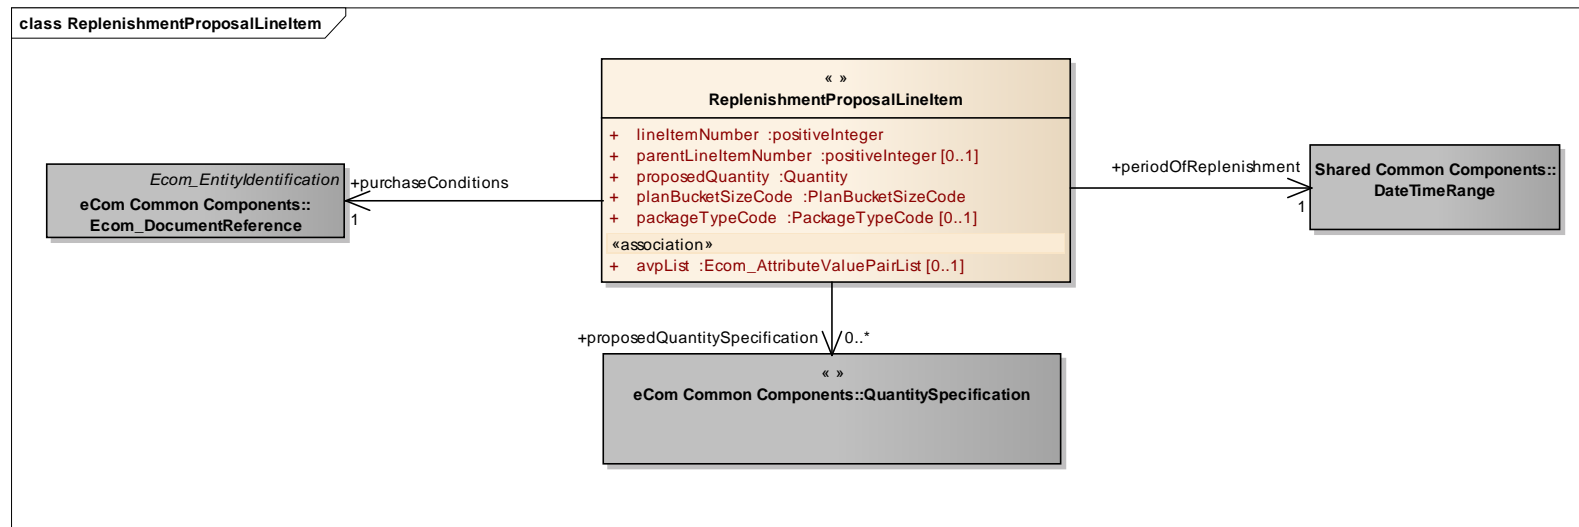 class ReplenishmentProposalLineItem
« »
ReplenishmentProposalLineItem
+ lineItemNumber :positiveInteger
+ parentLineItemNumber :positiveInteger [0..1]
+ proposedQuantity :Quantity
+ planBucketSizeCode :PlanBucketSizeCode
+ packageTypeCode :PackageTypeCode [0..1]
«association»
+ avpList :Ecom_AttributeValuePairList [0..1]
Ecom_EntityIdentification
eCom Common Components::
Ecom_DocumentReference
+purchaseConditions
1
+periodOfReplenishment
1
Shared Common Components::
DateTimeRange
+proposedQuantitySpecification
0..*
« »
eCom Common Components::QuantitySpecification